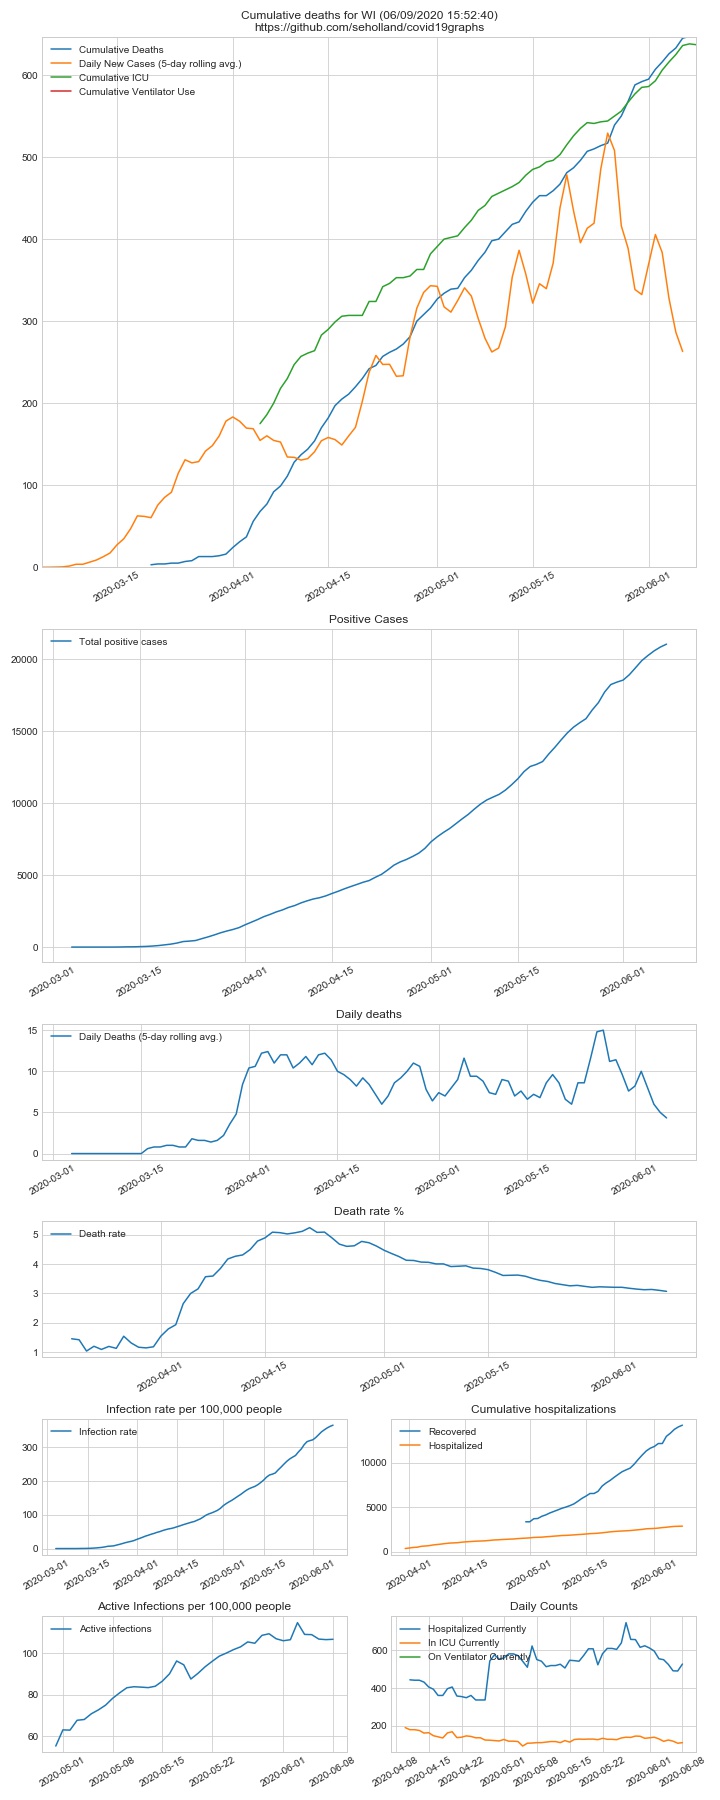 Cumulative deaths for WI (06/09/2020 15:52:40)
https://github.com/seholland/covid19graphs
Cumulative Deaths
Daily New Cases (5-day rolling avg.)
Cumulative ICU
Cumulative Ventilator Use
600
500
400
300
200
100
0
2020-03-15 2020-04-01 2020-04-15 2020-05-01 2020-05-15 2020-06-01
Positive Cases
Total positive cases
20000
15000
10000
5000
0
2020-03-01 2020-03-15 2020-04-01 2020-04-15 2020-05-01 2020-05-15 2020-06-01
Daily deaths
Daily Deaths (5-day rolling avg.)
15
10
5
0
2020-03-01 2020-03-15 2020-04-01 2020-04-15 2020-05-01 2020-05-15 2020-06-01
Death rate %
Death rate
5
4
3
2
1
2020-04-01 2020-04-15 2020-05-01 2020-05-15 2020-06-01
Infection rate per 100,000 people
Infection rate
300
200
100
0
2020-03-01 2020-03-15 2020-04-01 2020-04-15 2020-05-01 2020-05-15 2020-06-01
Cumulative hospitalizations
Recovered
Hospitalized
10000
5000
0
2020-04-01 2020-04-15 2020-05-01 2020-05-15 2020-06-01
Active Infections per 100,000 people
Active infections
100
80
60
2020-05-01 2020-05-08 2020-05-15 2020-05-22 2020-06-01 2020-06-08
Daily Counts
Hospitalized Currently
In ICU Currently
On Ventilator Currently
600
400
200
2020-04-08 2020-04-15 2020-04-22 2020-05-01 2020-05-08 2020-05-15 2020-05-22 2020-06-01 2020-06-08